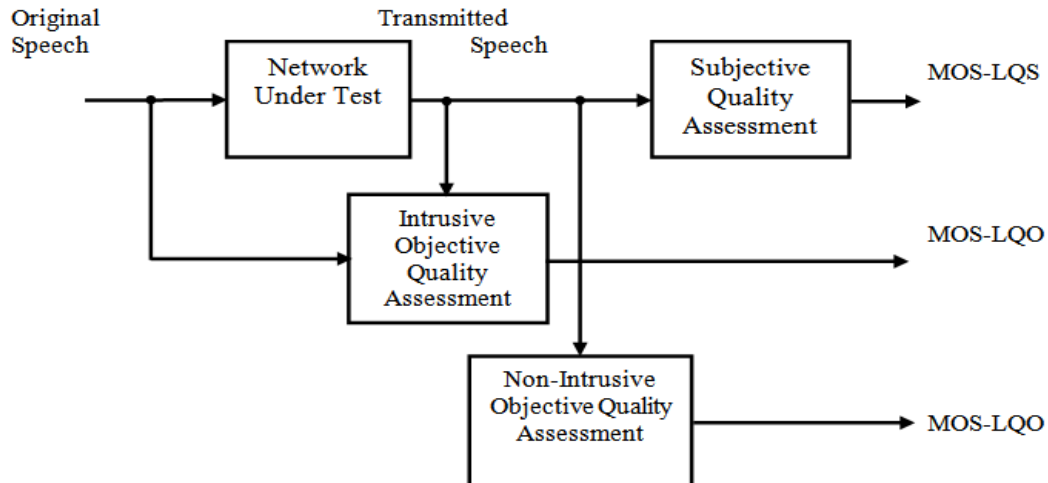 Original
Speech
Transmitted
Speech
Network
Under Test
Subjective
Quality
Assessment
MOS-LQS
Intrusive
Objective
Quality
Assessment
MOS-LQO
Non-Intrusive
Objective Quality
Assessment
MOS-LQO